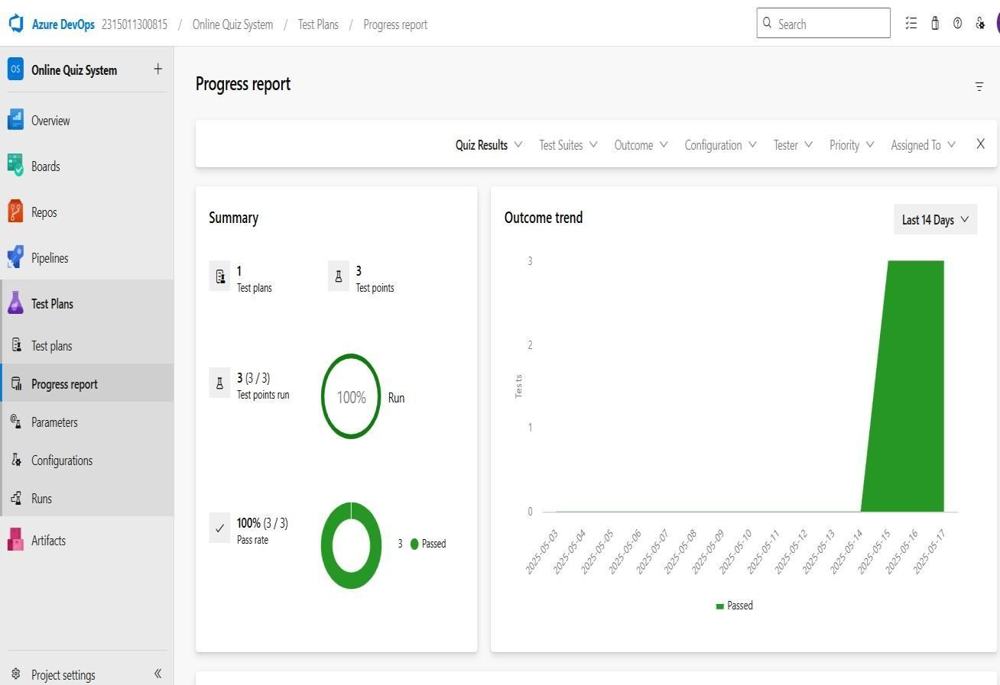 Azure DevOps 2315011300815 / Online Quiz System / Test Plans / Progress report
Search
OS Online Quiz System +
Overview
Boards
Repos
Pipelines
Test Plans
Test plans
Progress report
Parameters
Configurations
Runs
Artifacts
Project settings
Progress report
Quiz Results Test Suites Outcome Configuration Tester Priority Assigned To
Summary
1
Test plans
3
Test points
3 (3 / 3)
Test points run
100%
Run
100% (3 / 3)
Pass rate
3 Passed
Outcome trend
Last 14 Days
3
2
1
0
Tests
2025-05-03
2025-05-04
2025-05-05
2025-05-06
2025-05-07
2025-05-08
2025-05-09
2025-05-10
2025-05-11
2025-05-12
2025-05-13
2025-05-14
2025-05-15
2025-05-16
2025-05-17
Passed